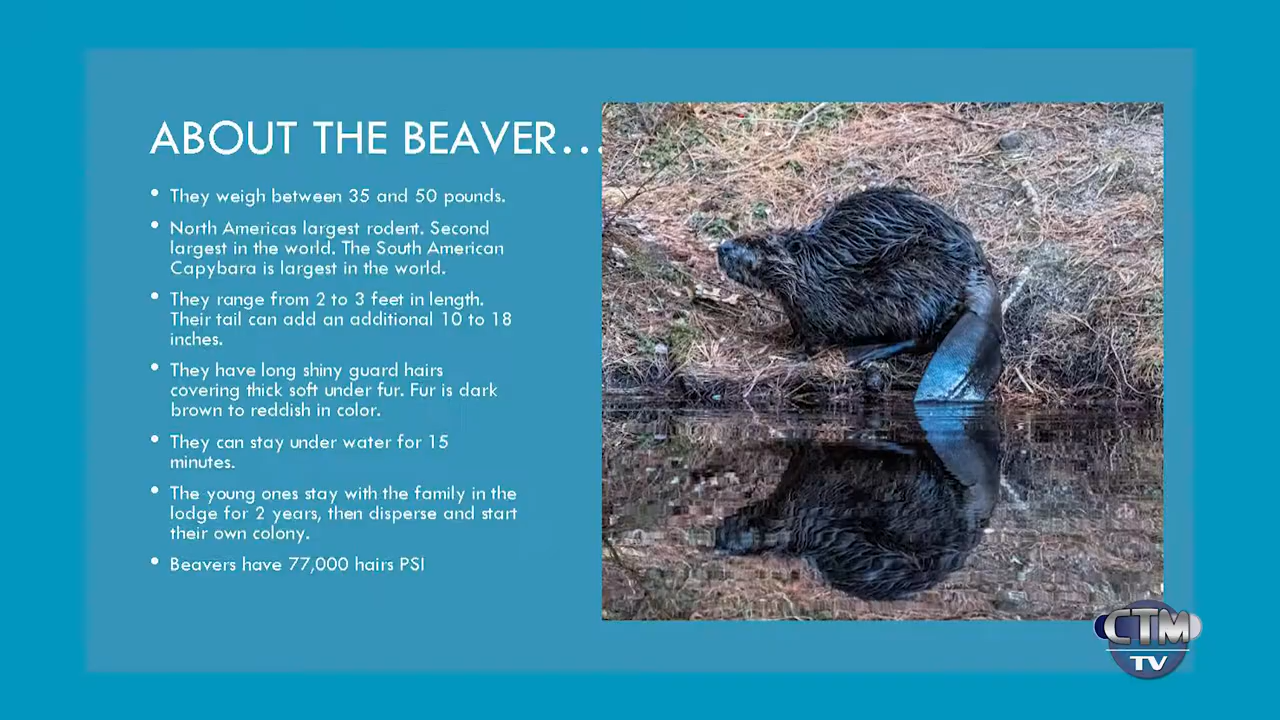 ABOUT THE BEAVER...
• They weigh between 35 and 50 pounds.
• North Americas largest rodent. Second
largest in the world. The South American
Capybara is largest in the world.
• They range from 2 to 3 feet in length.
Their tail can add an additional 10 to 18
inches.
• They have long shiny guard hairs
covering thick soft under fur. Fur is dark
brown to reddish in color.
• They can stay under water for 15
minutes.
• The young ones stay with the family in the
lodge for 2 years, then disperse and start
their own colony.
• Beavers have 77,000 hairs PSI
CTM
TV